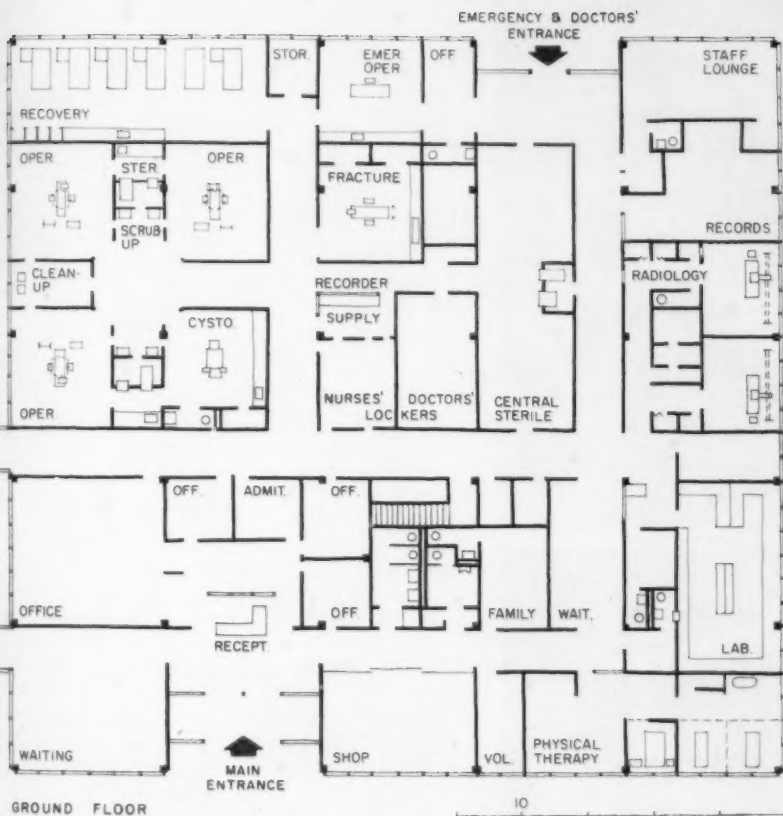 EMERGENCY & DOCTORS'
ENTRANCE
STOR.
EMER.
OPER
OFF
STAFF
LOUNGE
RECOVERY
OPER.
STER.
OPER.
FRACTURE
SCRUB
UP
RECORDS
CLEAN-
UP
RECORDER
RADIOLOGY
SUPPLY
CYSTO.
NURSES'
DOCTORS'
LOCKERS
CENTRAL
STERILE
OPER.
OFF.
ADMIT.
OFF.
OFFICE
OFF.
FAMILY
WAIT.
RECEPT.
LAB.
WAITING
SHOP
VOL.
PHYSICAL
THERAPY
MAIN
ENTRANCE
GROUND FLOOR
10